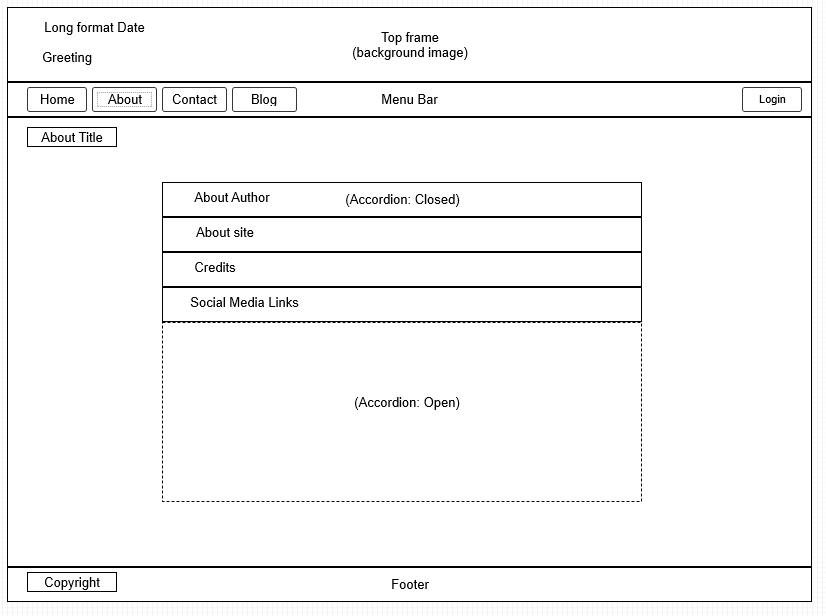 Long format Date
Top frame
(background image)
Greeting
Home
About
Contact
Blog
Menu Bar
Login
About Title
About Author
(Accordion: Closed)
About site
Credits
Social Media Links
(Accordion: Open)
Copyright
Footer